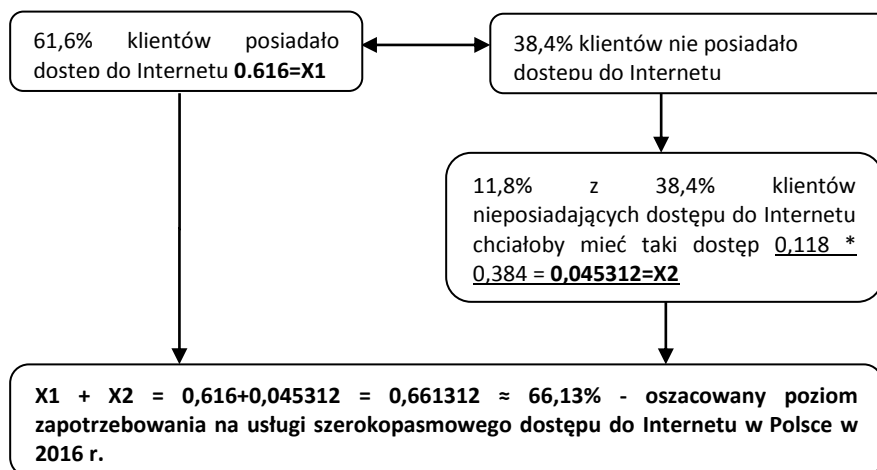 61,6% klientów posiadało
dostęp do Internetu 0.616=X1
38,4% klientów nie posiadało
dostępu do Internetu
11,8% z 38,4% klientów
nieposiadających dostępu do Internetu
chciałoby mieć taki dostęp 0,118 *
0,384 = 0,045312=X2
X1 + X2 = 0,616+0,045312 = 0,661312 ≈ 66,13% - oszacowany poziom
zapotrzebowania na usługi szerokopasmowego dostępu do Internetu w Polsce w
2016 r.